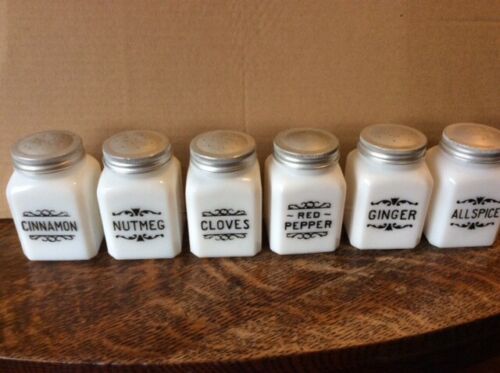 CINNAMON
NUTMEG
CLOVES
~ RED ~
PEPPER
GINGER
ALLSPICE